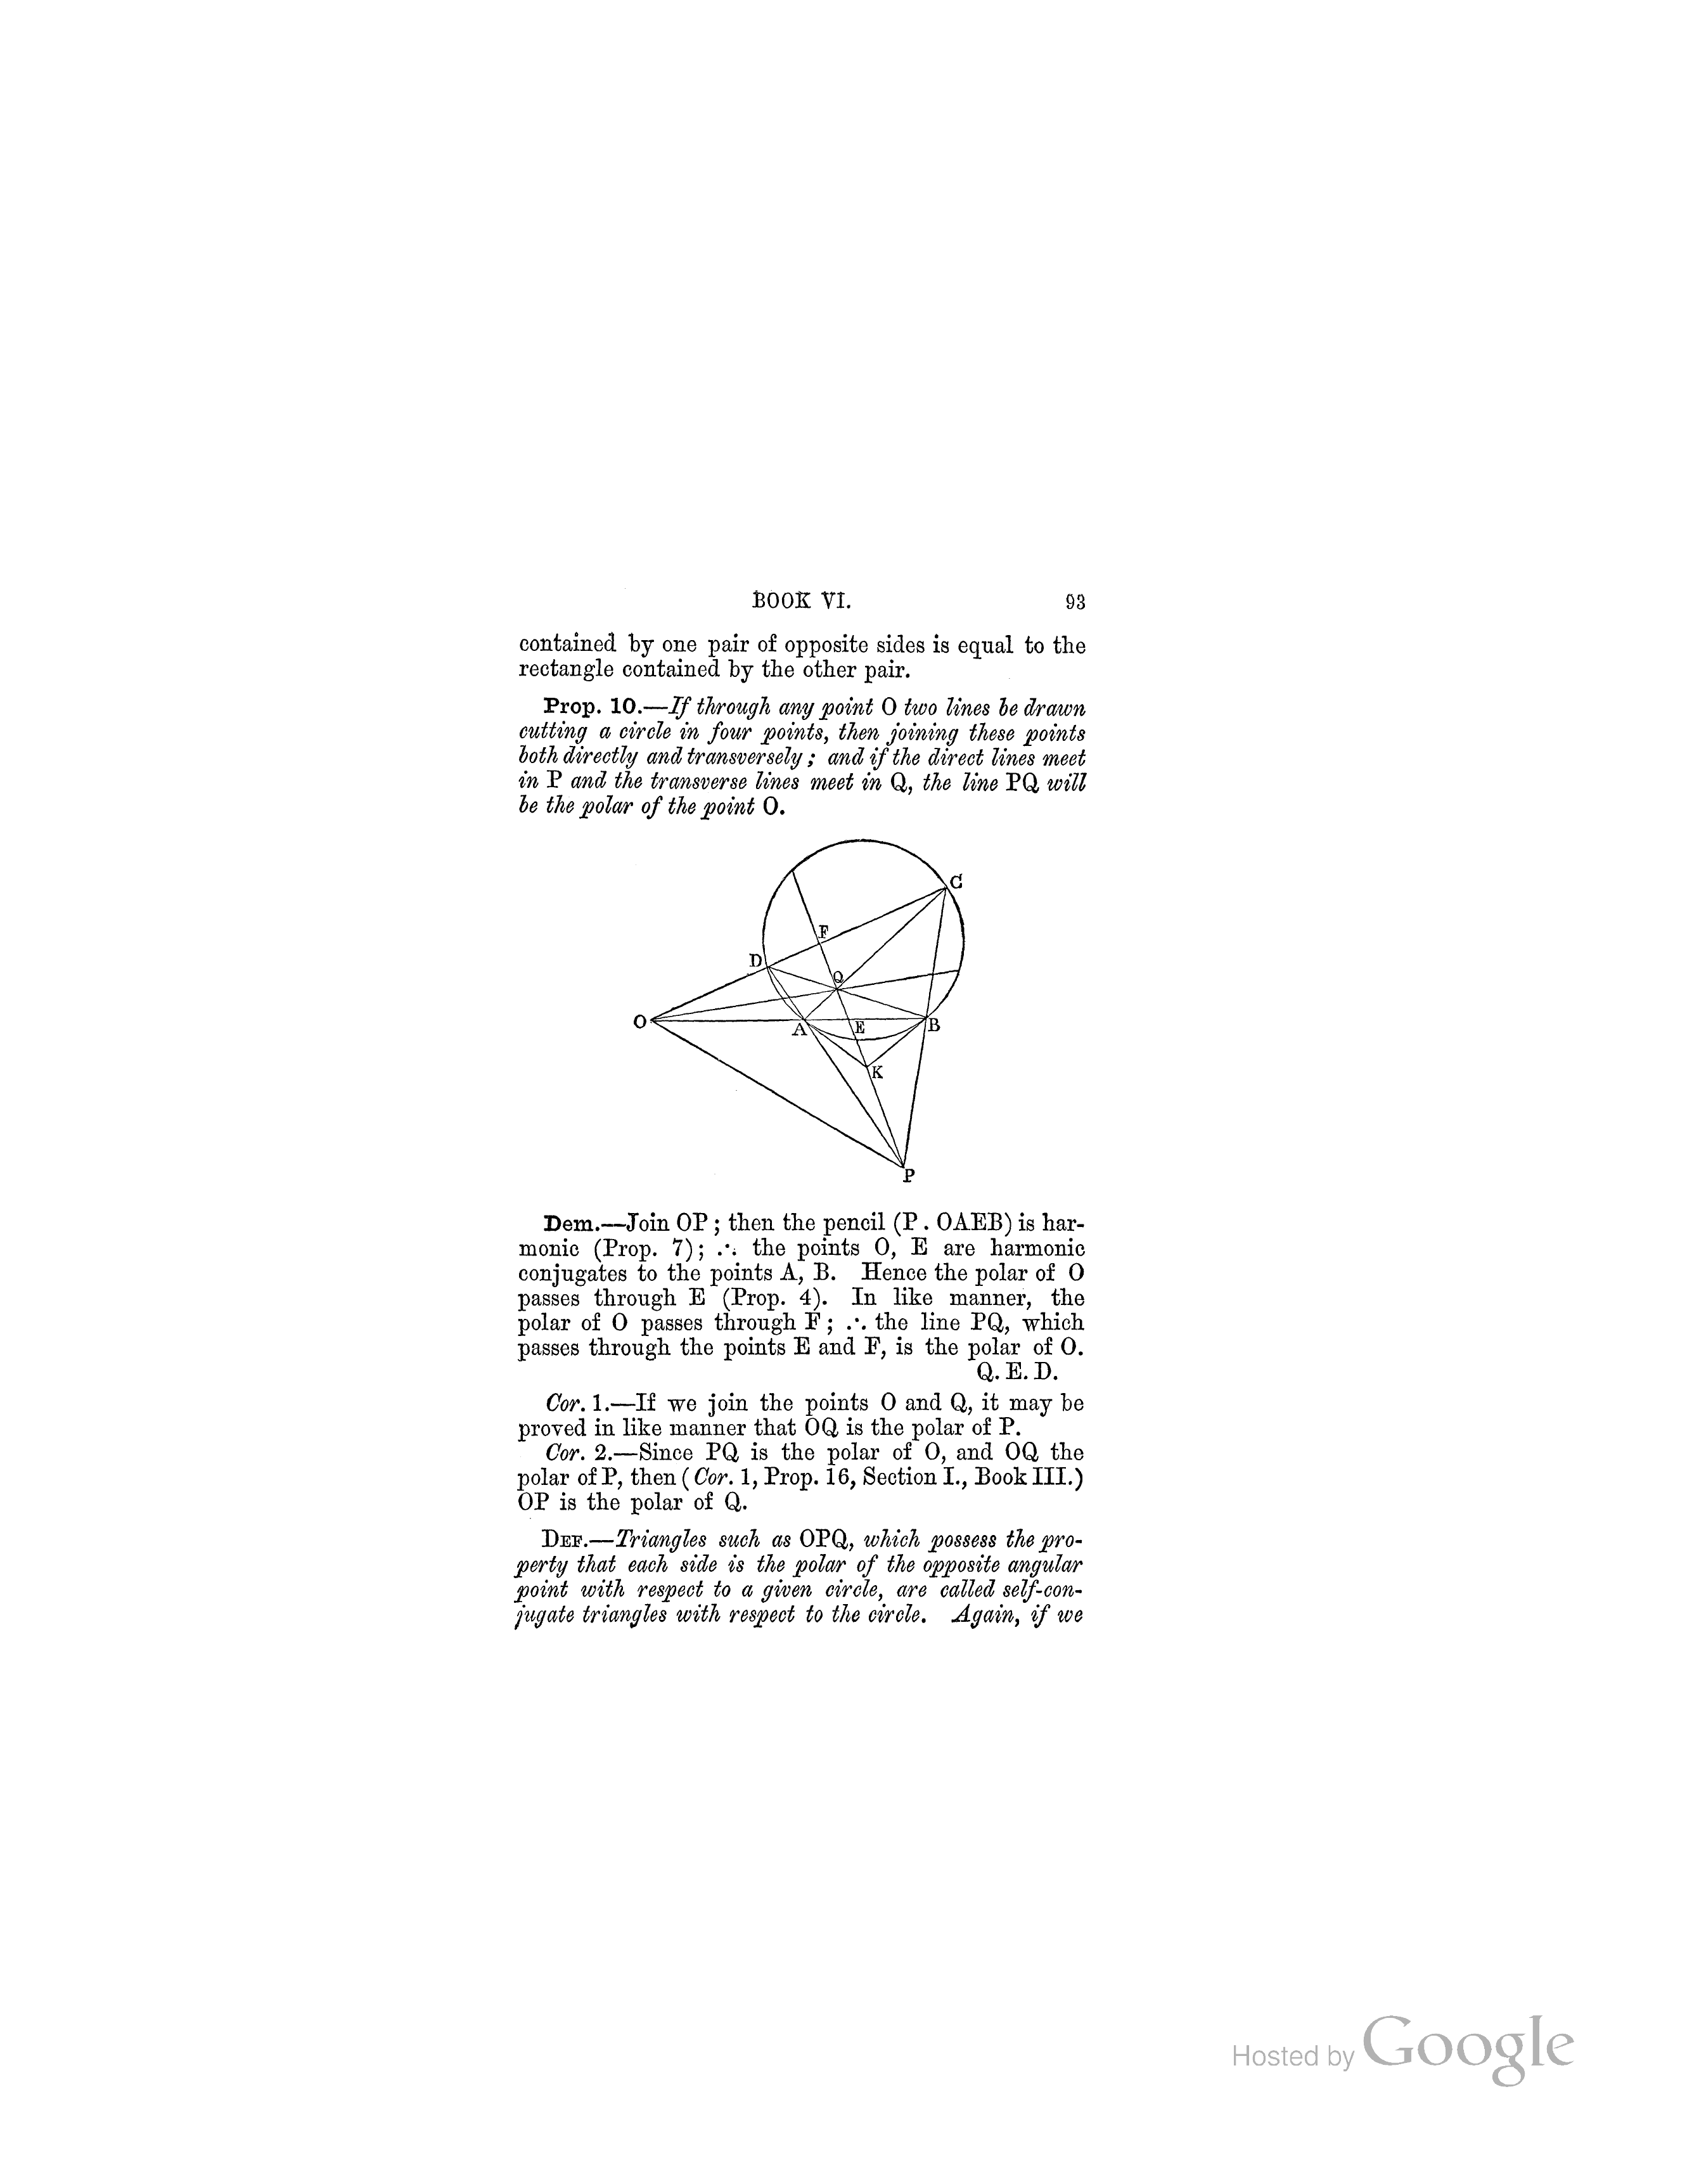 BOOK VI. 93
contained by one pair of opposite sides is equal to the
rectangle contained by the other pair.
Prop. 10.—If through any point O two lines be drawn
cutting a circle in four points, then joining these points
both directly and transversely; and if the direct lines meet
in P and the transverse lines meet in Q, the line PQ will
be the polar of the point O.
C
F
D
Q
O
A
E
B
K
P
Dem.—Join OP; then the pencil (P . OAEB) is har-
monic (Prop. 7); ∴ the points O, E are harmonic
conjugates to the points A, B. Hence the polar of O
passes through E (Prop. 4). In like manner, the
polar of O passes through F; ∴ the line PQ, which
passes through the points E and F, is the polar of O.
Q. E. D.
Cor. 1.—If we join the points O and Q, it may be
proved in like manner that OQ is the polar of P.
Cor. 2.—Since PQ is the polar of O, and OQ the
polar of P, then (Cor. 1, Prop. 16, Section I., Book III.)
OP is the polar of Q.
DEF.—Triangles such as OPQ, which possess the pro-
perty that each side is the polar of the opposite angular
point with respect to a given circle, are called self-con-
jugate triangles with respect to the circle. Again, if we
Hosted by Google